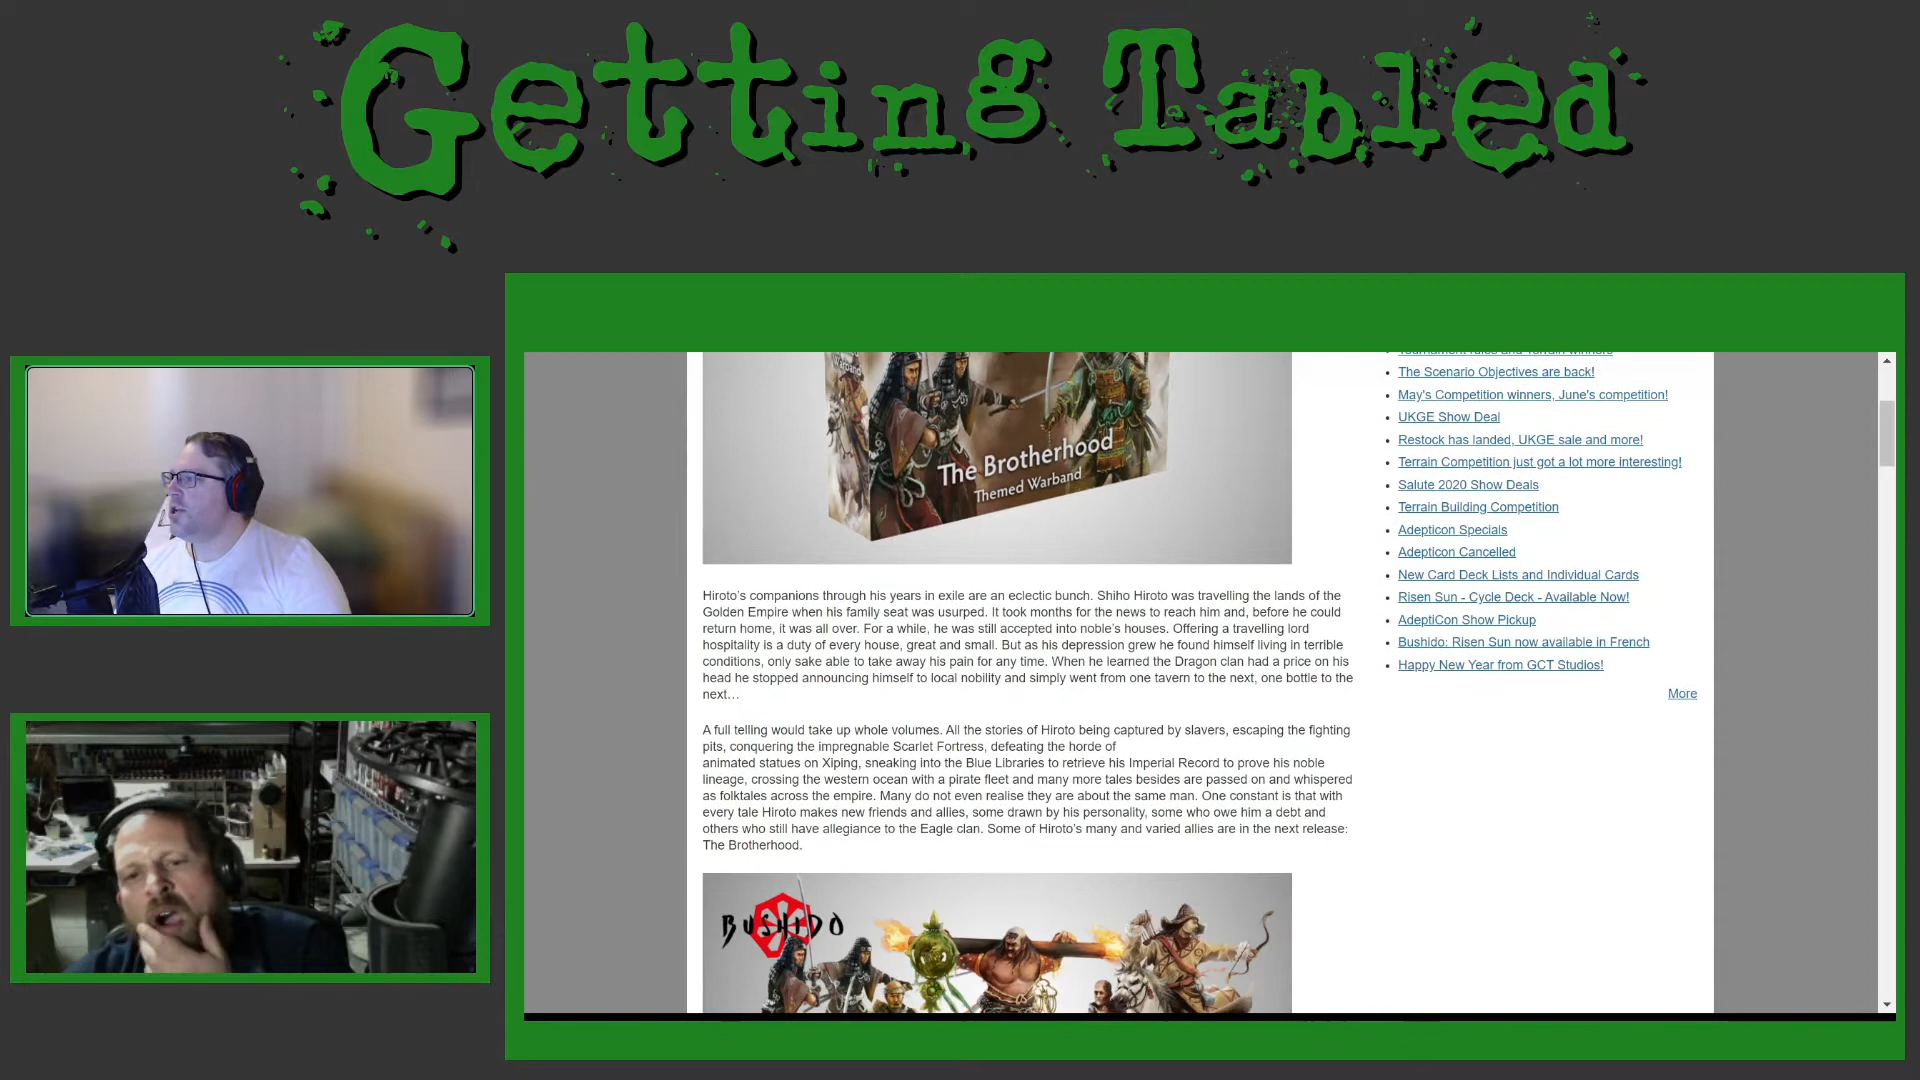 Getting Tabled
The Brotherhood
Themed Warband
Hiroto’s companions through his years in exile are an eclectic bunch. Shiho Hiroto was travelling the lands of the
Golden Empire when his family seat was usurped. It took months for the news to reach him and, before he could
return home, it was all over. For a while, he was still accepted into noble’s houses. Offering a travelling lord
hospitality is a duty of every house, great and small. But as his depression grew he found himself living in terrible
conditions, only sake able to take away his pain for any time. When he learned the Dragon clan had a price on his
head he stopped announcing himself to local nobility and simply went from one tavern to the next, one bottle to the
next…
A full telling would take up whole volumes. All the stories of Hiroto being captured by slavers, escaping the fighting
pits, conquering the impregnable Scarlet Fortress, defeating the horde of
animated statues on Xiping, sneaking into the Blue Libraries to retrieve his Imperial Record to prove his noble
lineage, crossing the western ocean with a pirate fleet and many more tales besides are passed on and whispered
as folktales across the empire. Many do not even realise they are about the same man. One constant is that with
every tale Hiroto makes new friends and allies, some drawn by his personality, some who owe him a debt and
others who still have allegiance to the Eagle clan. Some of Hiroto’s many and varied allies are in the next release:
The Brotherhood.
BUSHIDO
Tournament rules and Terrain winners
The Scenario Objectives are back!
May's Competition winners, June's competition!
UKGE Show Deal
Restock has landed, UKGE sale and more!
Terrain Competition just got a lot more interesting!
Salute 2020 Show Deals
Terrain Building Competition
Adepticon Specials
Adepticon Cancelled
New Card Deck Lists and Individual Cards
Risen Sun - Cycle Deck - Available Now!
AdeptiCon Show Pickup
Bushido: Risen Sun now available in French
Happy New Year from GCT Studios!
More